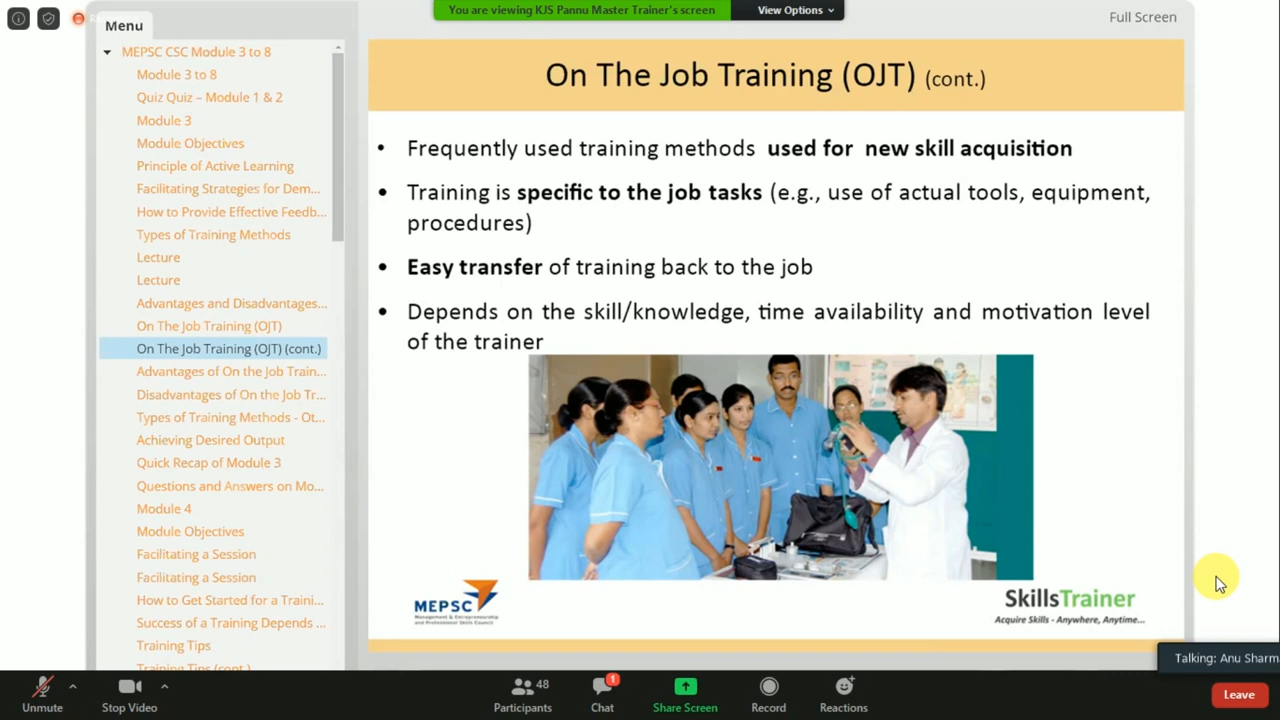 You are viewing KJS Pannu Master Trainer's screen
View Options
Menu
Full Screen
MEPSC CSC Module 3 to 8
Module 3 to 8
Quiz Quiz – Module 1 & 2
Module 3
Module Objectives
Principle of Active Learning
Facilitating Strategies for Dem...
How to Provide Effective Feedb...
Types of Training Methods
Lecture
Lecture
Advantages and Disadvantages...
On The Job Training (OJT)
On The Job Training (OJT) (cont.)
Advantages of On the Job Train...
Disadvantages of On the Job Tr...
Types of Training Methods - Ot...
Achieving Desired Output
Quick Recap of Module 3
Questions and Answers on Mo...
Module 4
Module Objectives
Facilitating a Session
Facilitating a Session
How to Get Started for a Traini...
Success of a Training Depends ...
Training Tips
Training Tips (cont.)
On The Job Training (OJT) (cont.)
• Frequently used training methods used for new skill acquisition
• Training is specific to the job tasks (e.g., use of actual tools, equipment,
procedures)
• Easy transfer of training back to the job
• Depends on the skill/knowledge, time availability and motivation level
of the trainer
MEPSC
Management & Entrepreneurship
and Professional Skills Council
SkillsTrainer
Acquire Skills - Anywhere, Anytime...
Talking: Anu Sharm
Unmute
Stop Video
48
Participants
1
Chat
Share Screen
Record
Reactions
Leave